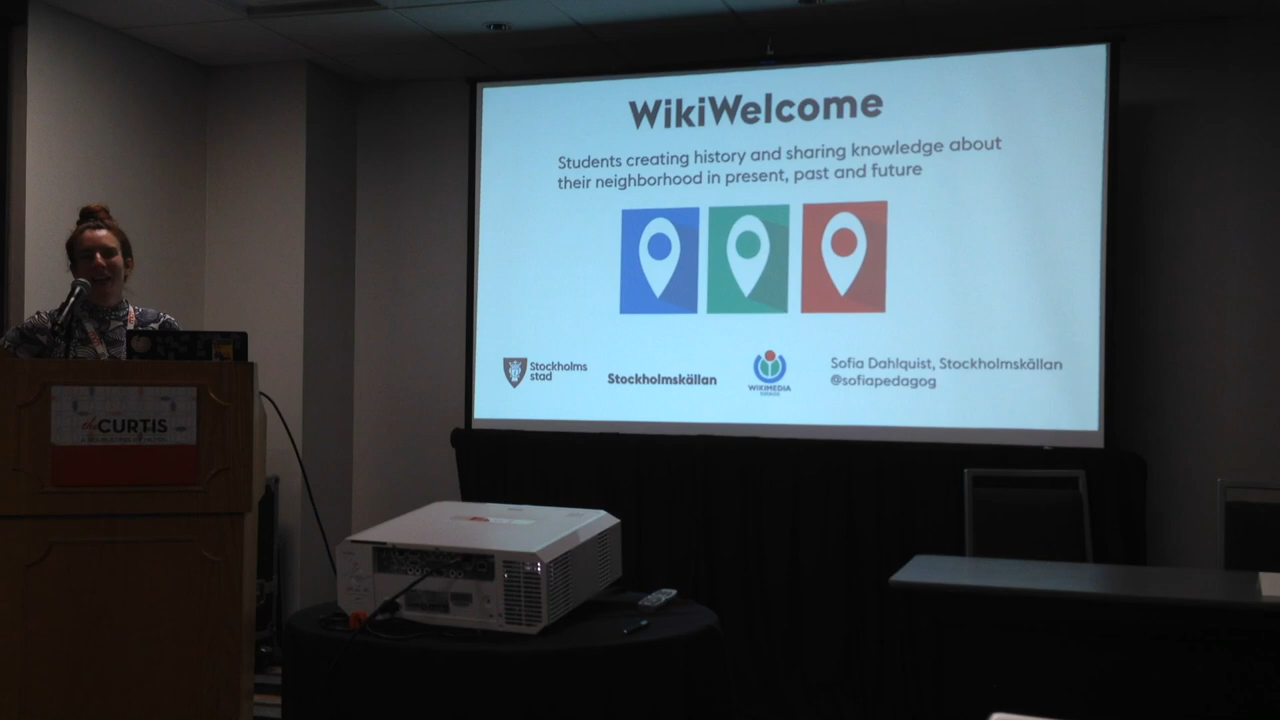 WikiWelcome
Students creating history and sharing knowledge about
their neighborhood in present, past and future
Stockholms
stad
Stockholmskällan
WIKIMEDIA
Sofia Dahlquist, Stockholmskällan
@sofiapedagog
the CURTIS